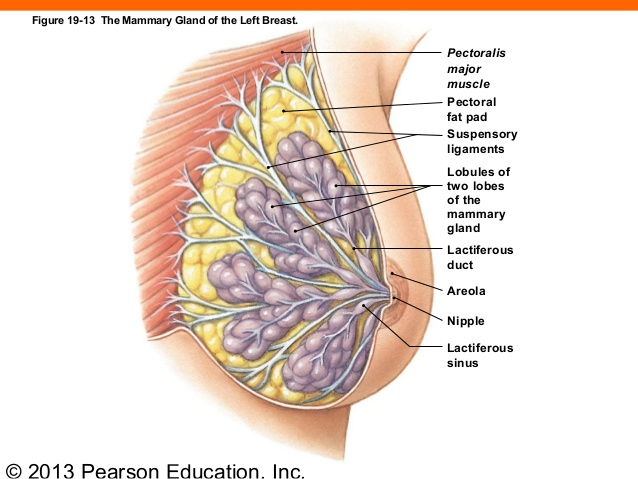 Figure 19-13 The Mammary Gland of the Left Breast.
Pectoralis
major
muscle
Pectoral
fat pad
Suspensory
ligaments
Lobules of
two lobes
of the
mammary
gland
Lactiferous
duct
Areola
Nipple
Lactiferous
sinus
© 2013 Pearson Education, Inc.